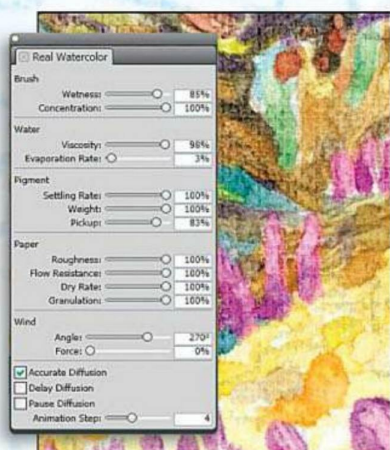 Real Watercolor
Brush
Wetness: 85%
Concentration: 100%
Water
Viscosity: 98%
Evaporation Rate: 3%
Pigment
Settling Rate: 100%
Weight: 100%
Pickup: 83%
Paper
Roughness: 100%
Flow Resistance: 100%
Dry Rate: 100%
Granulation: 100%
Wind
Angle: 270°
Force: 0%
Accurate Diffusion
Delay Diffusion
Pause Diffusion
Animation Step: 4